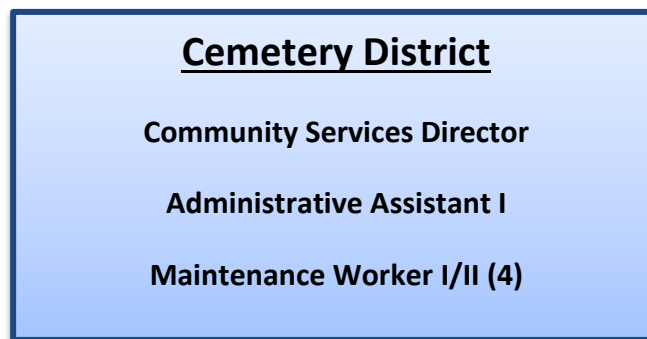 Cemetery District
Community Services Director
Administrative Assistant I
Maintenance Worker I/II (4)